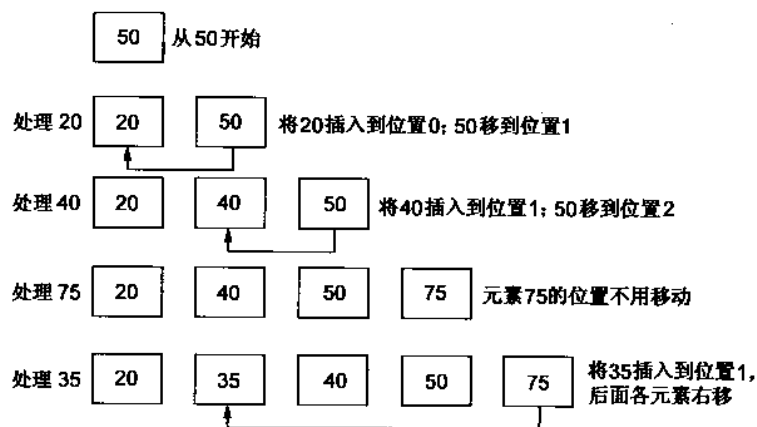 50 从50开始
处理 20 20 50 将20插入到位置0; 50移到位置1
处理 40 20 40 50 将40插入到位置1; 50移到位置2
处理 75 20 40 50 75 元素75的位置不用移动
处理 35 20 35 40 50 75 将35插入到位置1,
后面各元素右移